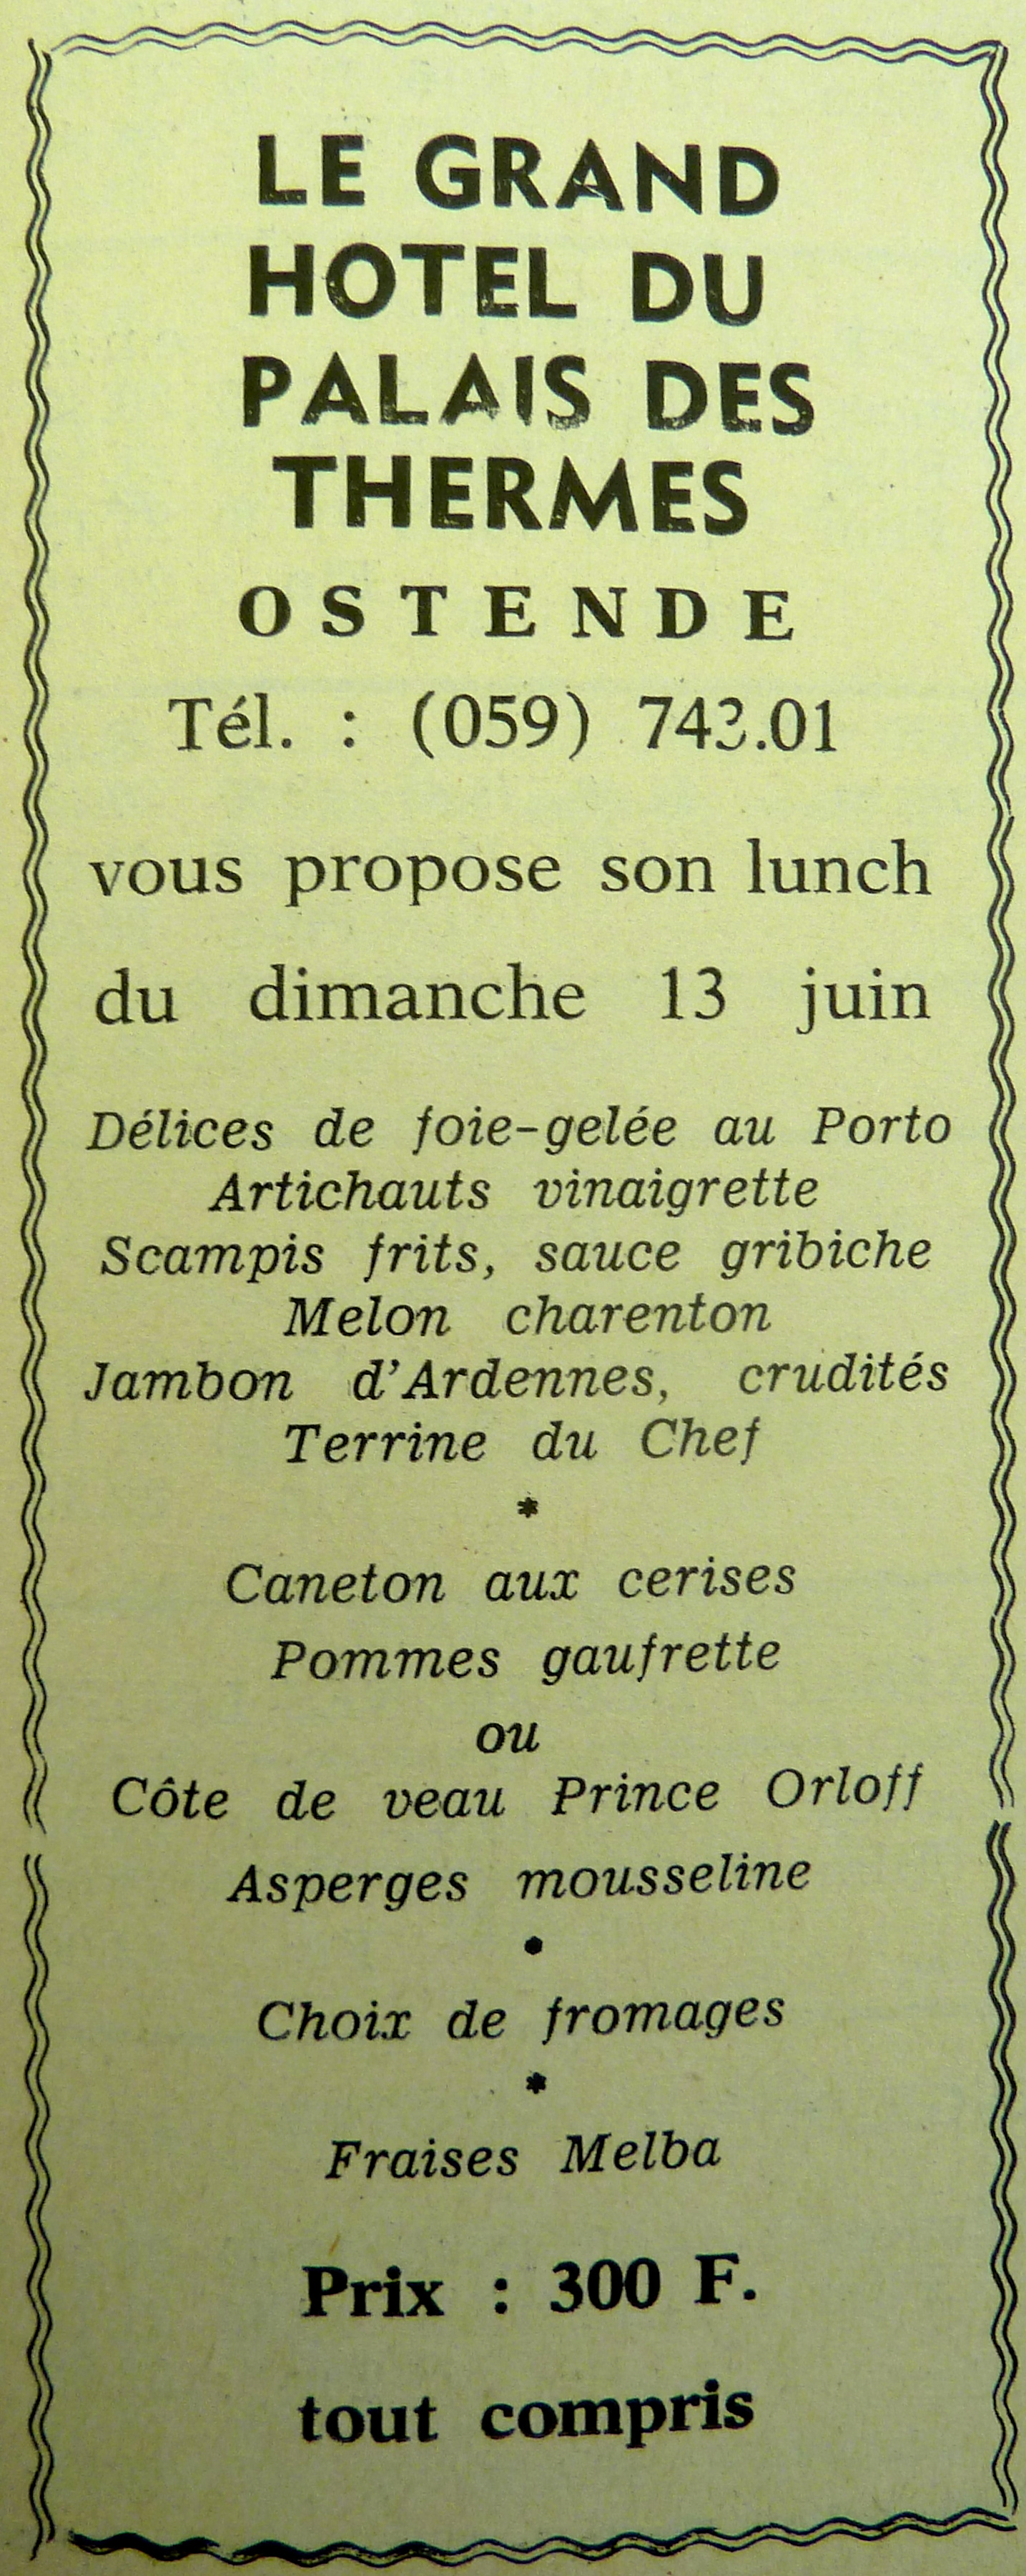 LE GRAND
HOTEL DU
PALAIS DES
THERMES
OSTENDE
Tél. : (059) 743.01
vous propose son lunch
du dimanche 13 juin
Délices de foie-gelée au Porto
Artichauts vinaigrette
Scampis frits, sauce gribiche
Melon charenton
Jambon d'Ardennes, crudités
Terrine du Chef
*
Caneton aux cerises
Pommes gaufrette
ou
Côte de veau Prince Orloff
Asperges mousseline
•
Choix de fromages
*
Fraises Melba
Prix : 300 F.
tout compris